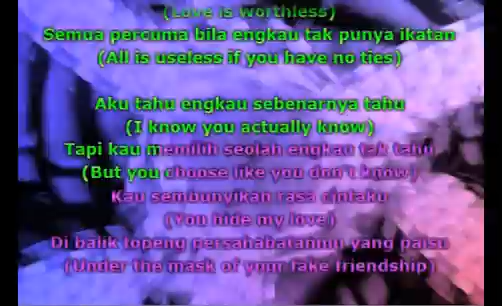 (Love is worthless)
Semua percuma bila engkau tak punya ikatan
(All is useless if you have no ties)
Aku tahu engkau sebenarnya tahu
(I know you actually know)
Tapi kau memilih seolah engkau tak tahu
(But you choose like you don't know)
Kau sembunyikan rasa cintaku
(You hide my love)
Di balik topeng persahabatanmu yang palsu
(Under the mask of your fake friendship)